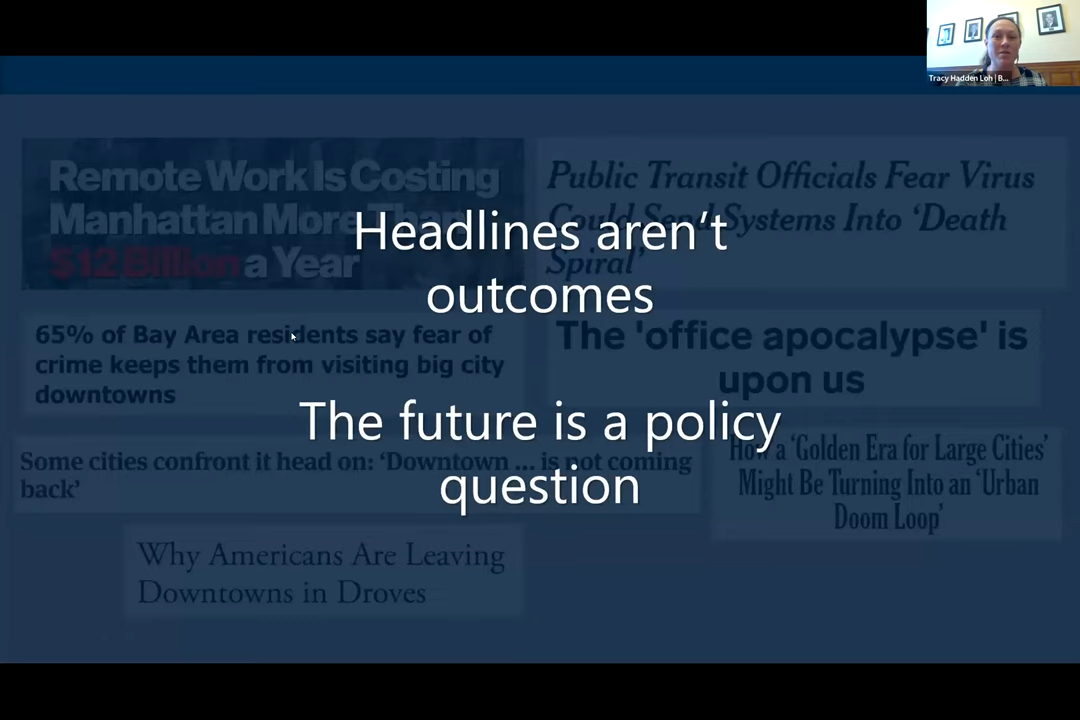 Tracy Hadden Loh | B...
Remote Work Is Costing
Manhattan More Than
$12 Billion a Year
Public Transit Officials Fear Virus
Could Send Systems Into ‘Death
Spiral’
Headlines aren’t
outcomes
65% of Bay Area residents say fear of
crime keeps them from visiting big city
downtowns
The 'office apocalypse' is
upon us
The future is a policy
question
Some cities confront it head on: ‘Downtown ... is not coming
back’
How a ‘Golden Era for Large Cities’
Might Be Turning Into an ‘Urban
Doom Loop’
Why Americans Are Leaving
Downtowns in Droves